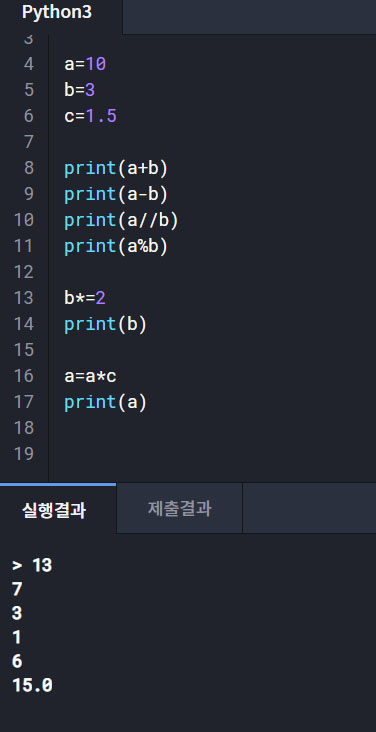 Python3
3
4 a=10
5 b=3
6 c=1.5
7
8 print(a+b)
9 print(a-b)
10 print(a//b)
11 print(a%b)
12
13 b*=2
14 print(b)
15
16 a=a*c
17 print(a)
18
19
실행결과 제출결과
> 13
7
3
1
6
15.0